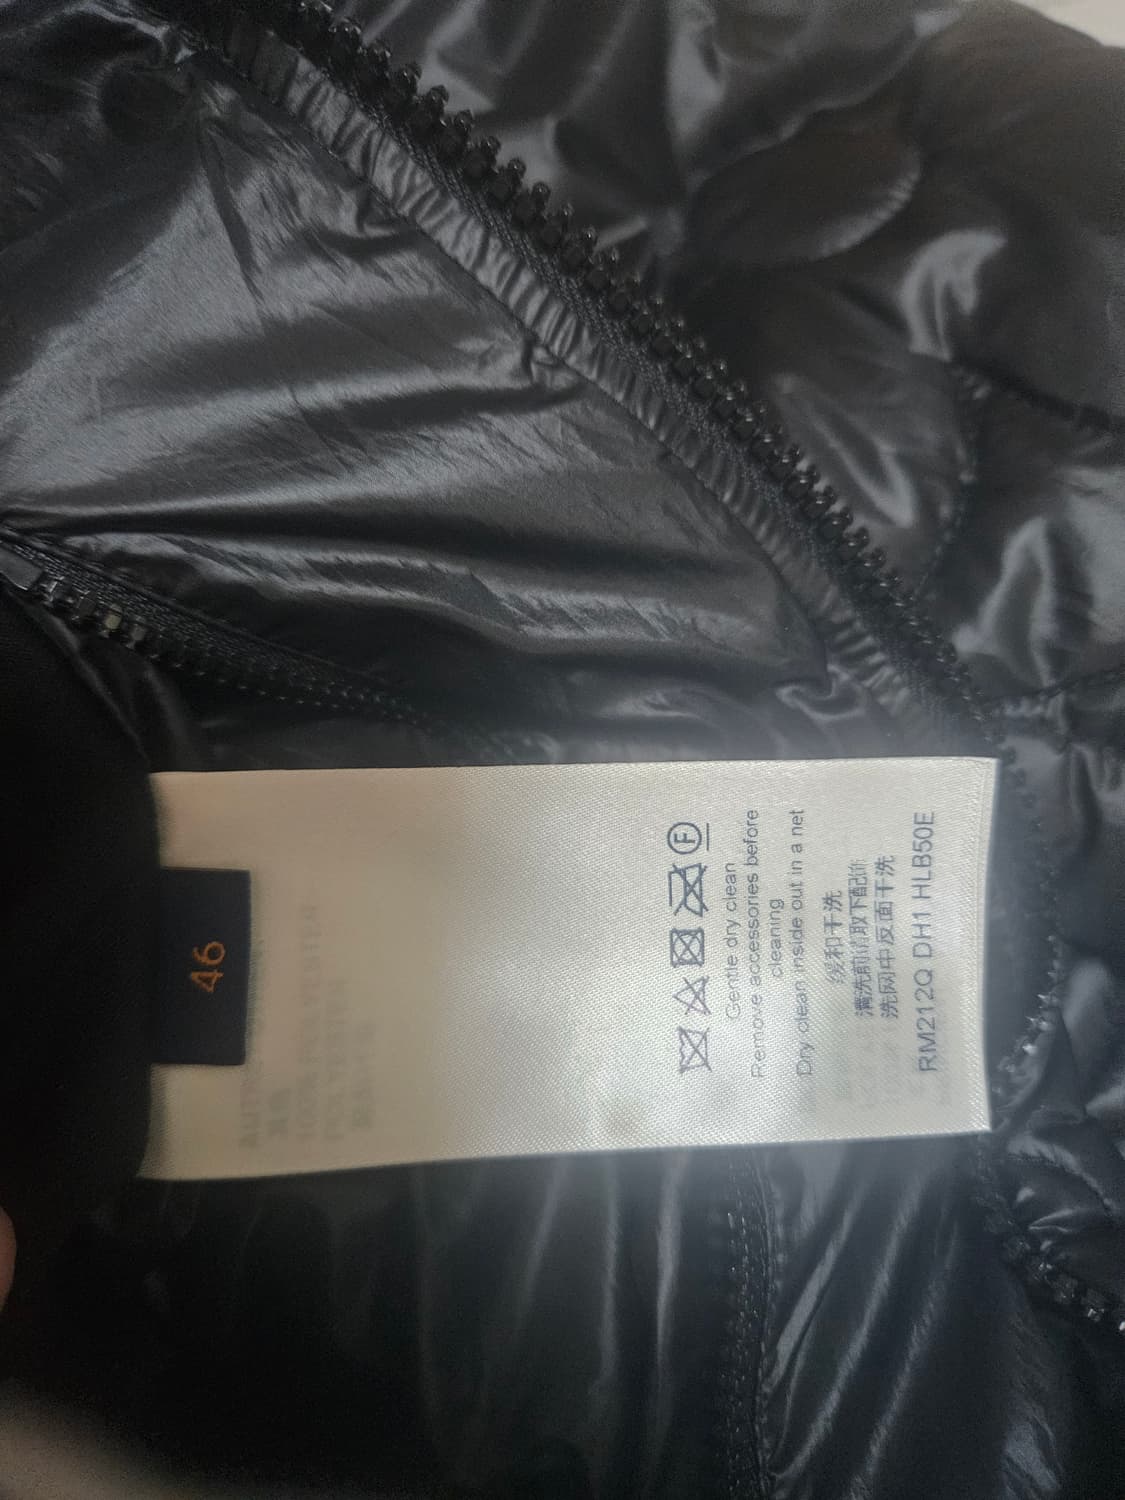 46
F
Gentle dry clean
Remove accessories before
cleaning
Dry clean inside out in a net
缓和干洗
清洗前请取下配饰
洗网中反面干洗
RM212Q DH1 HLB50E